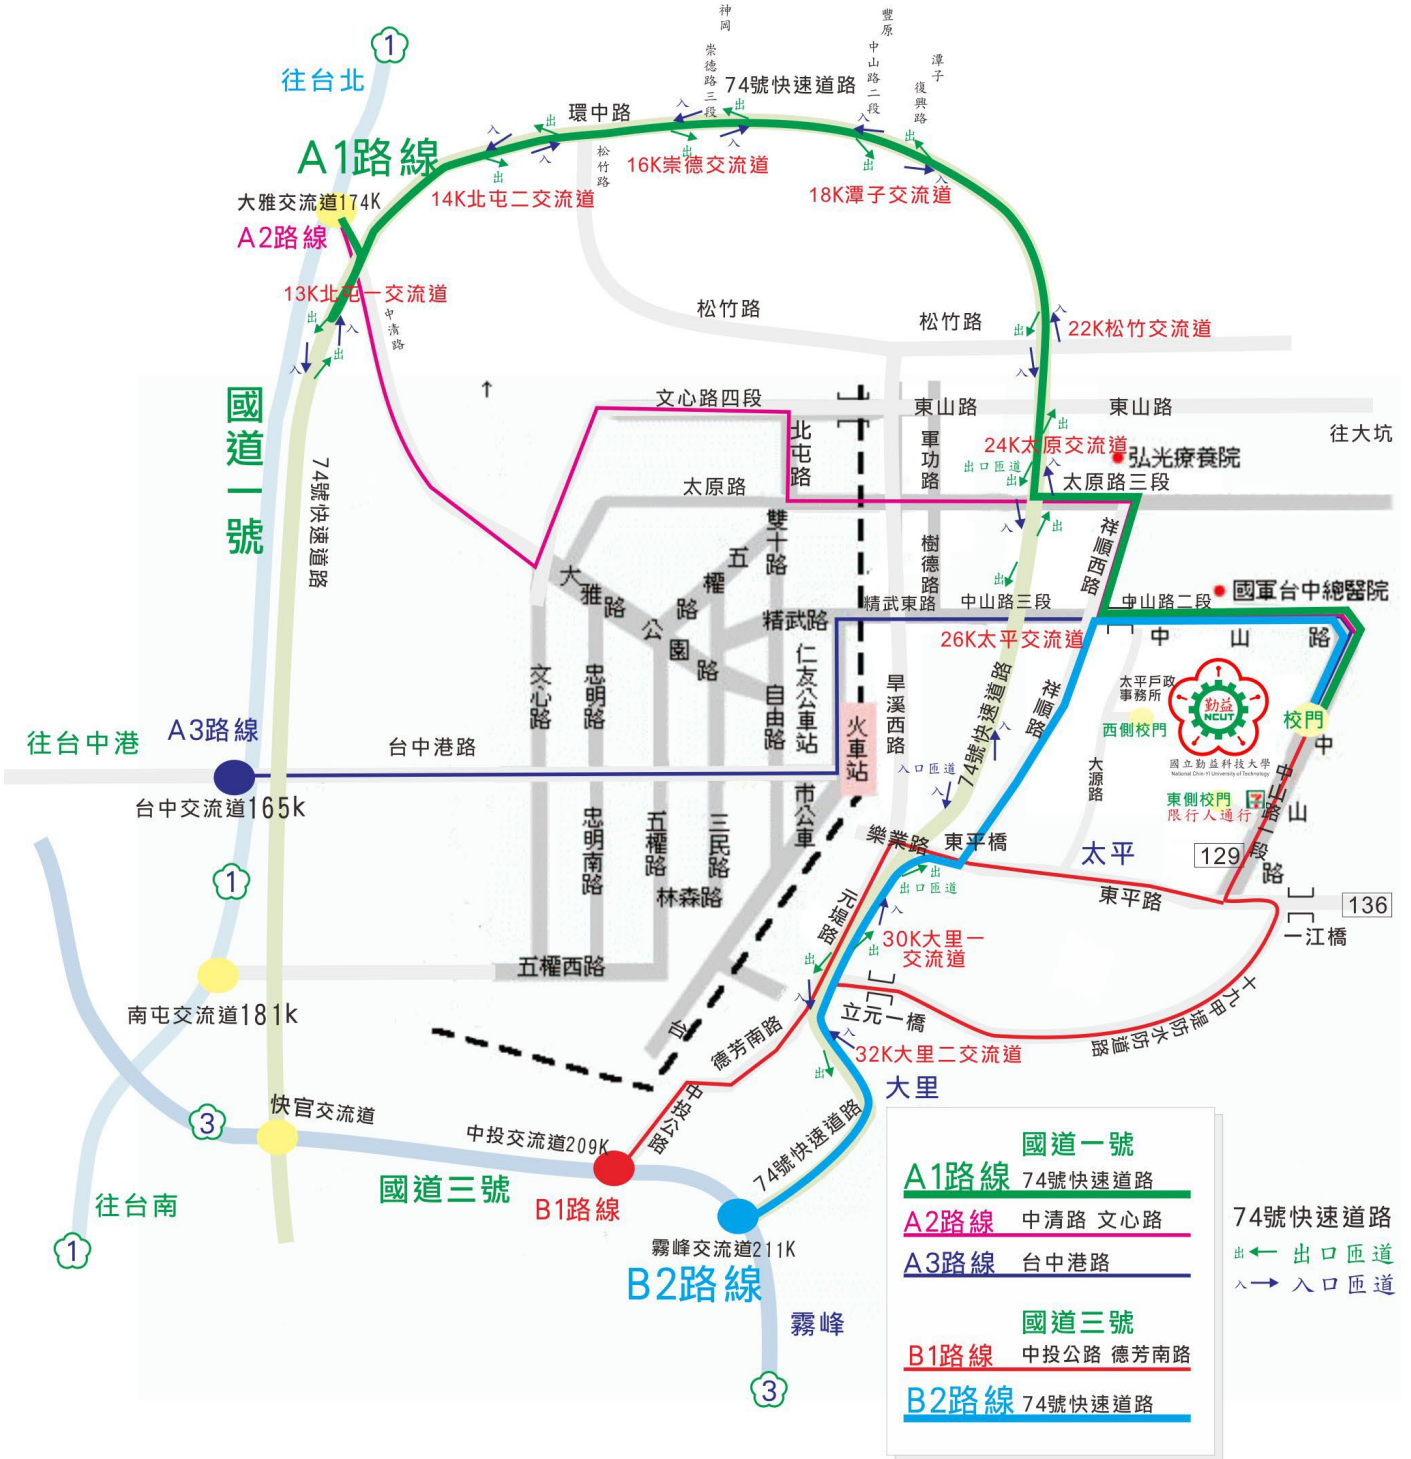 1
往台北
A1路線
大雅交流道174K
A2路線
13K北屯一交流道
中清路
環中路
松竹路
14K北屯二交流道
神岡
崇德路三段
74號快速道路
16K崇德交流道
豐原
中山路二段
潭子
復興路
18K潭子交流道
出
入
松竹路
松竹路
22K松竹交流道
國道一號
74號快速道路
文心路四段
東山路
東山路
往大坑
北屯路
軍功路
24K太原交流道
出口匝道
弘光療養院
太原路
太原路三段
雙十路
五權路
祥順西路
樹德路
大雅路
公園路
精武路
精武東路
中山路三段
中山路二段
國軍台中總醫院
26K太平交流道
中山路
文心路
忠明路
自由路
仁友公車站
旱溪西路
74號快速道路
祥順路
太平戶政
事務所
西側校門
大源路
勤益
NCUT
國立勤益科技大學
National Chin-Yi University of Technology
校門
東側校門
限行人通行
中山路
中山路一段
往台中港
A3路線
台中港路
火車站
台中交流道165k
入口匝道
忠明南路
五權路
三民路
市公車
樂業路
東平橋
太平
129
林森路
元堤路
出口匝道
東平路
136
一江橋
30K大里一
交流道
1
五權西路
南屯交流道181k
台
德芳南路
立元一橋
十九甲堤防防水道路
32K大里二交流道
大里
3
快官交流道
中投交流道209K
中投公路
74號快速道路
往台南
國道三號
B1路線
1
霧峰交流道211K
B2路線
霧峰
3
國道一號
A1路線 74號快速道路
A2路線 中清路 文心路
A3路線 台中港路
國道三號
B1路線 中投公路 德芳南路
B2路線 74號快速道路
74號快速道路
出 出口匝道
入 入口匝道